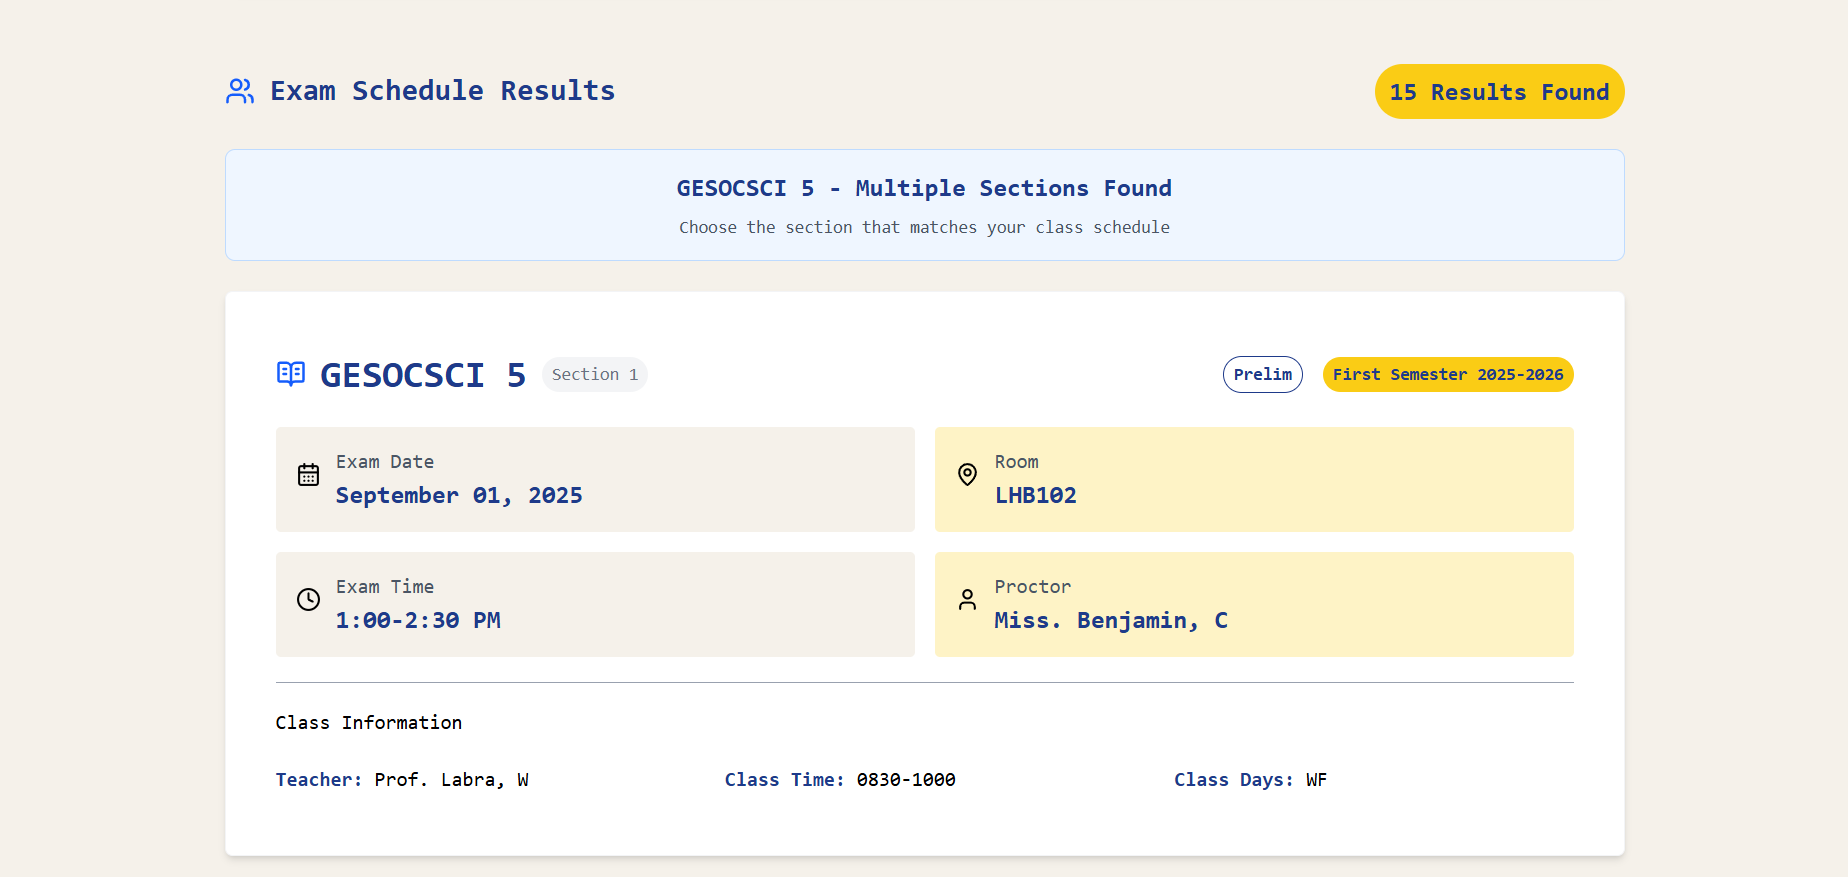 Exam Schedule Results
15 Results Found
GESOCSCI 5 - Multiple Sections Found
Choose the section that matches your class schedule
GESOCSCI 5
Section 1
Prelim
First Semester 2025-2026
Exam Date
September 01, 2025
Room
LHB102
Exam Time
1:00-2:30 PM
Proctor
Miss. Benjamin, C
Class Information
Teacher: Prof. Labra, W
Class Time: 0830-1000
Class Days: WF